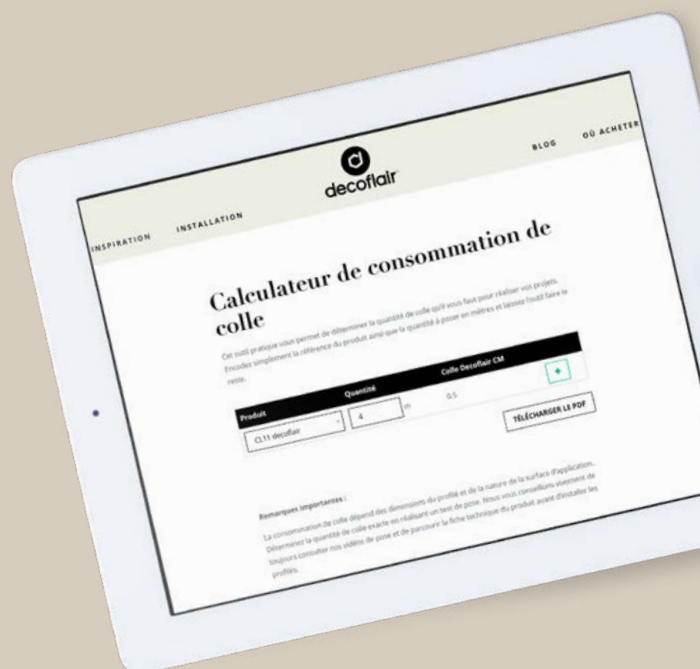 decoflair
INSPIRATION
INSTALLATION
BLOG
OÙ ACHETER
Calculateur de consommation de
colle
Cet outil pratique vous permet de déterminer la quantité de colle qu'il vous faut pour réaliser vos projets.
Encodez simplement la référence du produit ainsi que la quantité à poser en mètres et laissez l'outil faire le
reste.
Produit
Quantité
Colle Decoflair CM
CL11 decoflair
4
m
0.5
+
TÉLÉCHARGER LE PDF
Remarques importantes :
La consommation de colle dépend des dimensions du profilé et de la nature de la surface d'application.
Déterminez la quantité de colle exacte en réalisant un test de pose. Nous vous conseillons vivement de
toujours consulter nos vidéos de pose et de parcourir la fiche technique du produit avant d'installer les
profilés.